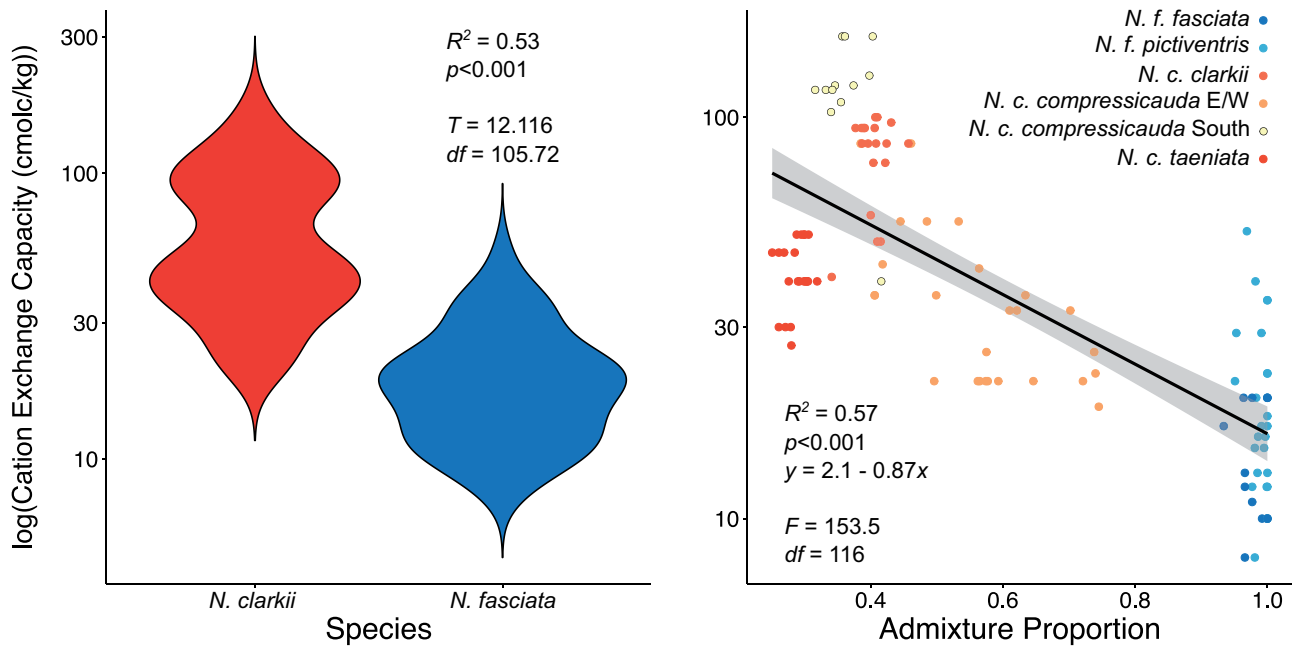 log(Cation Exchange Capacity (cmolc/kg))
300
100
30
10
R² = 0.53
p<0.001
T = 12.116
df = 105.72
N. clarkii
N. fasciata
Species
100
30
10
N. f. fasciata
N. f. pictiventris
N. c. clarkii
N. c. compressicauda E/W
N. c. compressicauda South
N. c. taeniata
R² = 0.57
p<0.001
y = 2.1 - 0.87x
F = 153.5
df = 116
0.4 0.6 0.8 1.0
Admixture Proportion